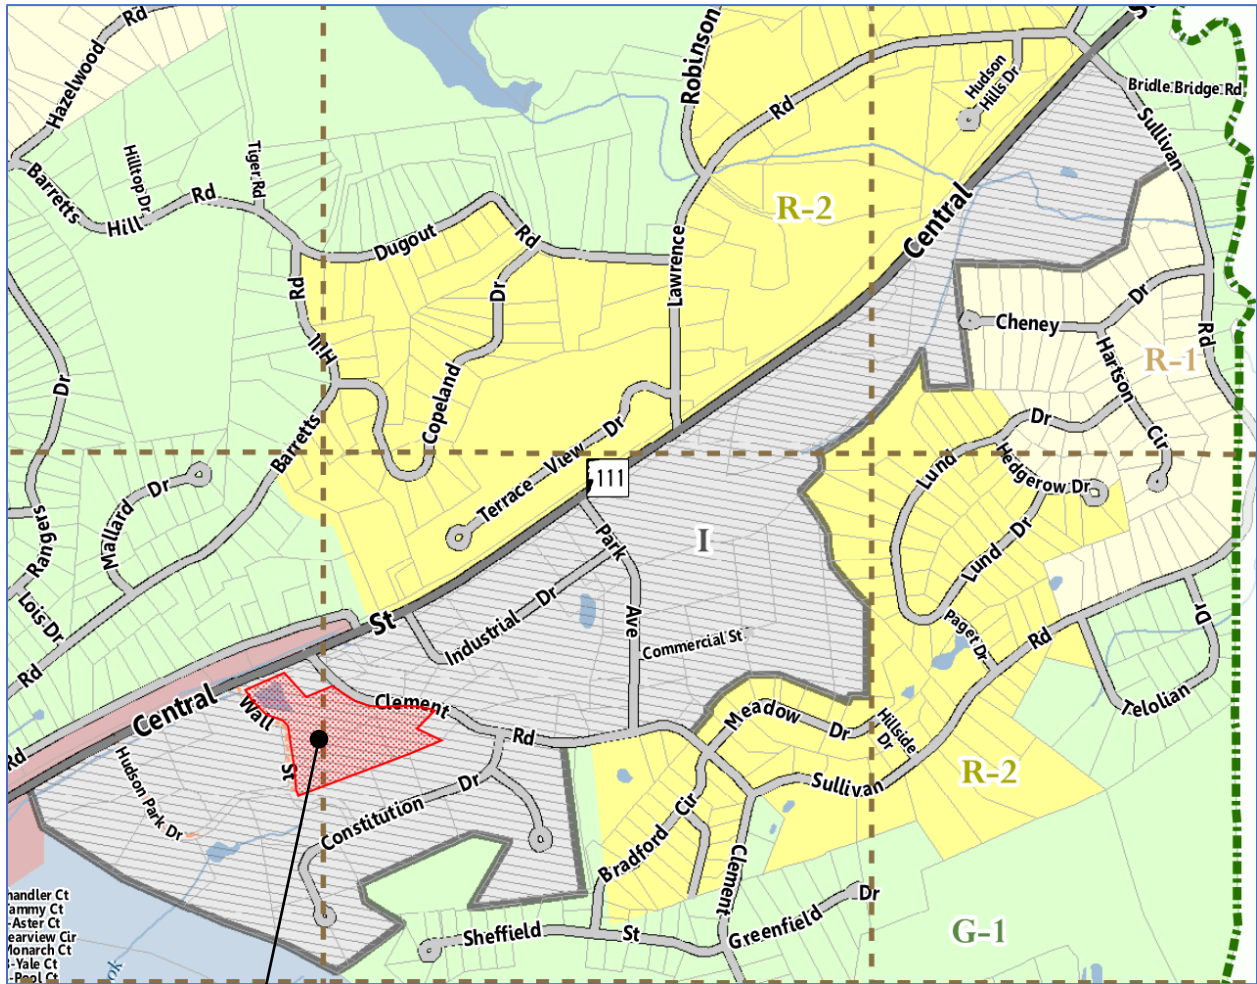 Rd
Hazelwood
Robinson
St
Rd
Hudson
Hills Dr
Bridle Bridge Rd
Sullivan
Hilltop Dr
Tiger Rd
Barretts
Hill
Rd
R-2
Central
Dugout
Rd
Lawrence
Dr
Rd
Hill
Cheney
Dr
Hartson
Rd
R-1
Dr
Copeland
Barretts
Terrace View Dr
111
Dr
Cir
Lund
Hedgerow Dr
Mallard Dr
Rangers
Lois Dr
Rd
Park
I
Lund Dr
Industrial Dr
Ave
Commercial St
Paget Dr
Rd
Dr
St
Telolian
Central
Wall
St
Clement
Rd
Meadow
Dr
Hillside
Dr
Sullivan
R-2
Rd
Hudson Park Dr
Constitution Dr
Bradford Cir
Clement
handler Ct
ammy Ct
-Aster Ct
earview Cir
Monarch Ct
-Yale Ct
-Pool Ct
ok
Sheffield
St
Greenfield
Dr
G-1